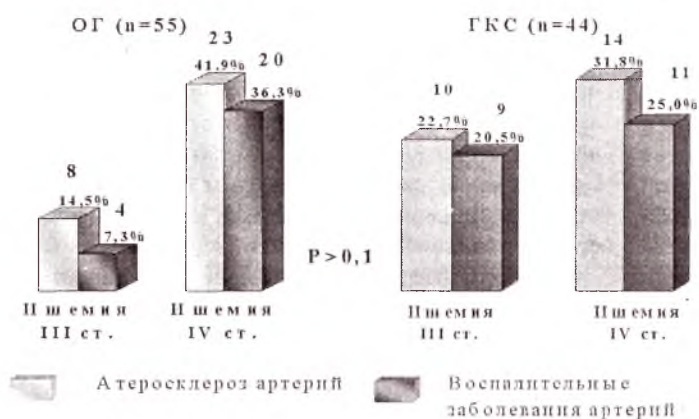 ОГ (n=55)
ГКС (n=44)
23
41,9%
20
36,3%
14
31,8%
11
25,0%
10
22,7%
9
20,5%
8
14,5%
4
7,3%
P>0,1
Ишемия
III ст.
Ишемия
IV ст.
Ишемия
III ст.
Ишемия
IV ст.
Атеросклероз артерий
Воспалительные
заболевания артерий